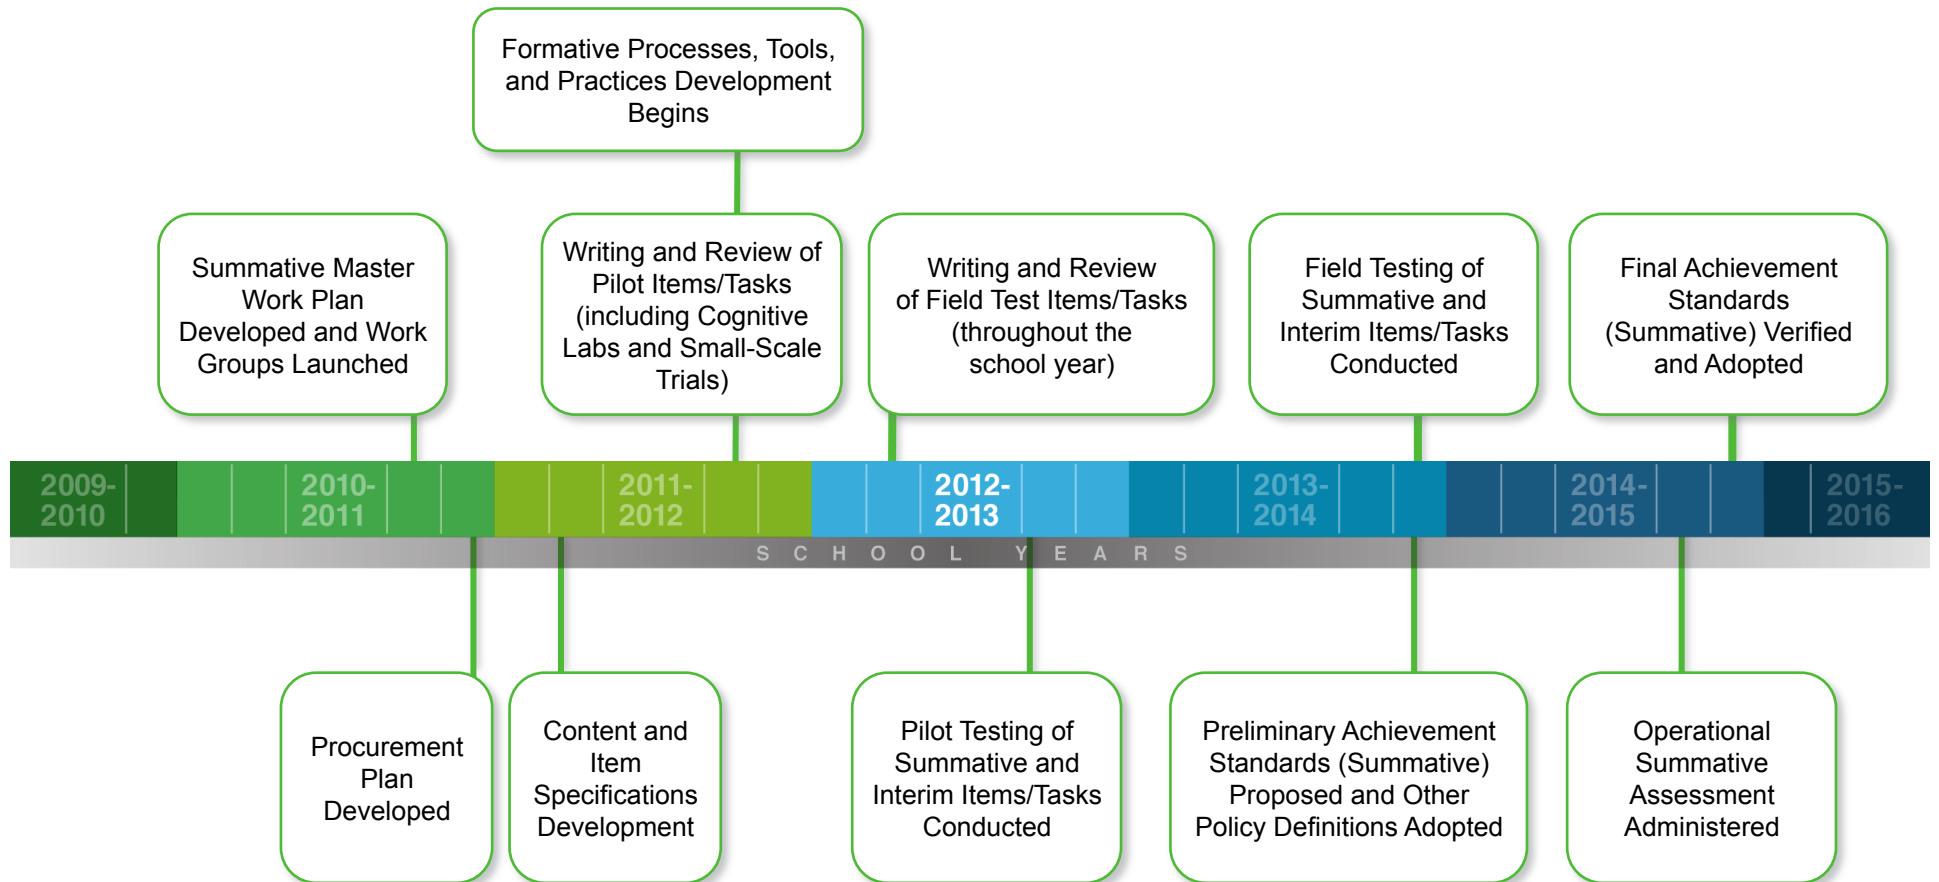 Formative Processes, Tools,
and Practices Development
Begins
Summative Master
Work Plan
Developed and Work
Groups Launched
Writing and Review of
Pilot Items/Tasks
(including Cognitive
Labs and Small-Scale
Trials)
Writing and Review
of Field Test Items/Tasks
(throughout the
school year)
Field Testing of
Summative and
Interim Items/Tasks
Conducted
Final Achievement
Standards
(Summative) Verified
and Adopted
2009-
2010
2010-
2011
2011-
2012
2012-
2013
2013-
2014
2014-
2015
2015-
2016
SCHOOL YEARS
Procurement
Plan
Developed
Content and
Item
Specifications
Development
Pilot Testing of
Summative and
Interim Items/Tasks
Conducted
Preliminary Achievement
Standards (Summative)
Proposed and Other
Policy Definitions Adopted
Operational
Summative
Assessment
Administered